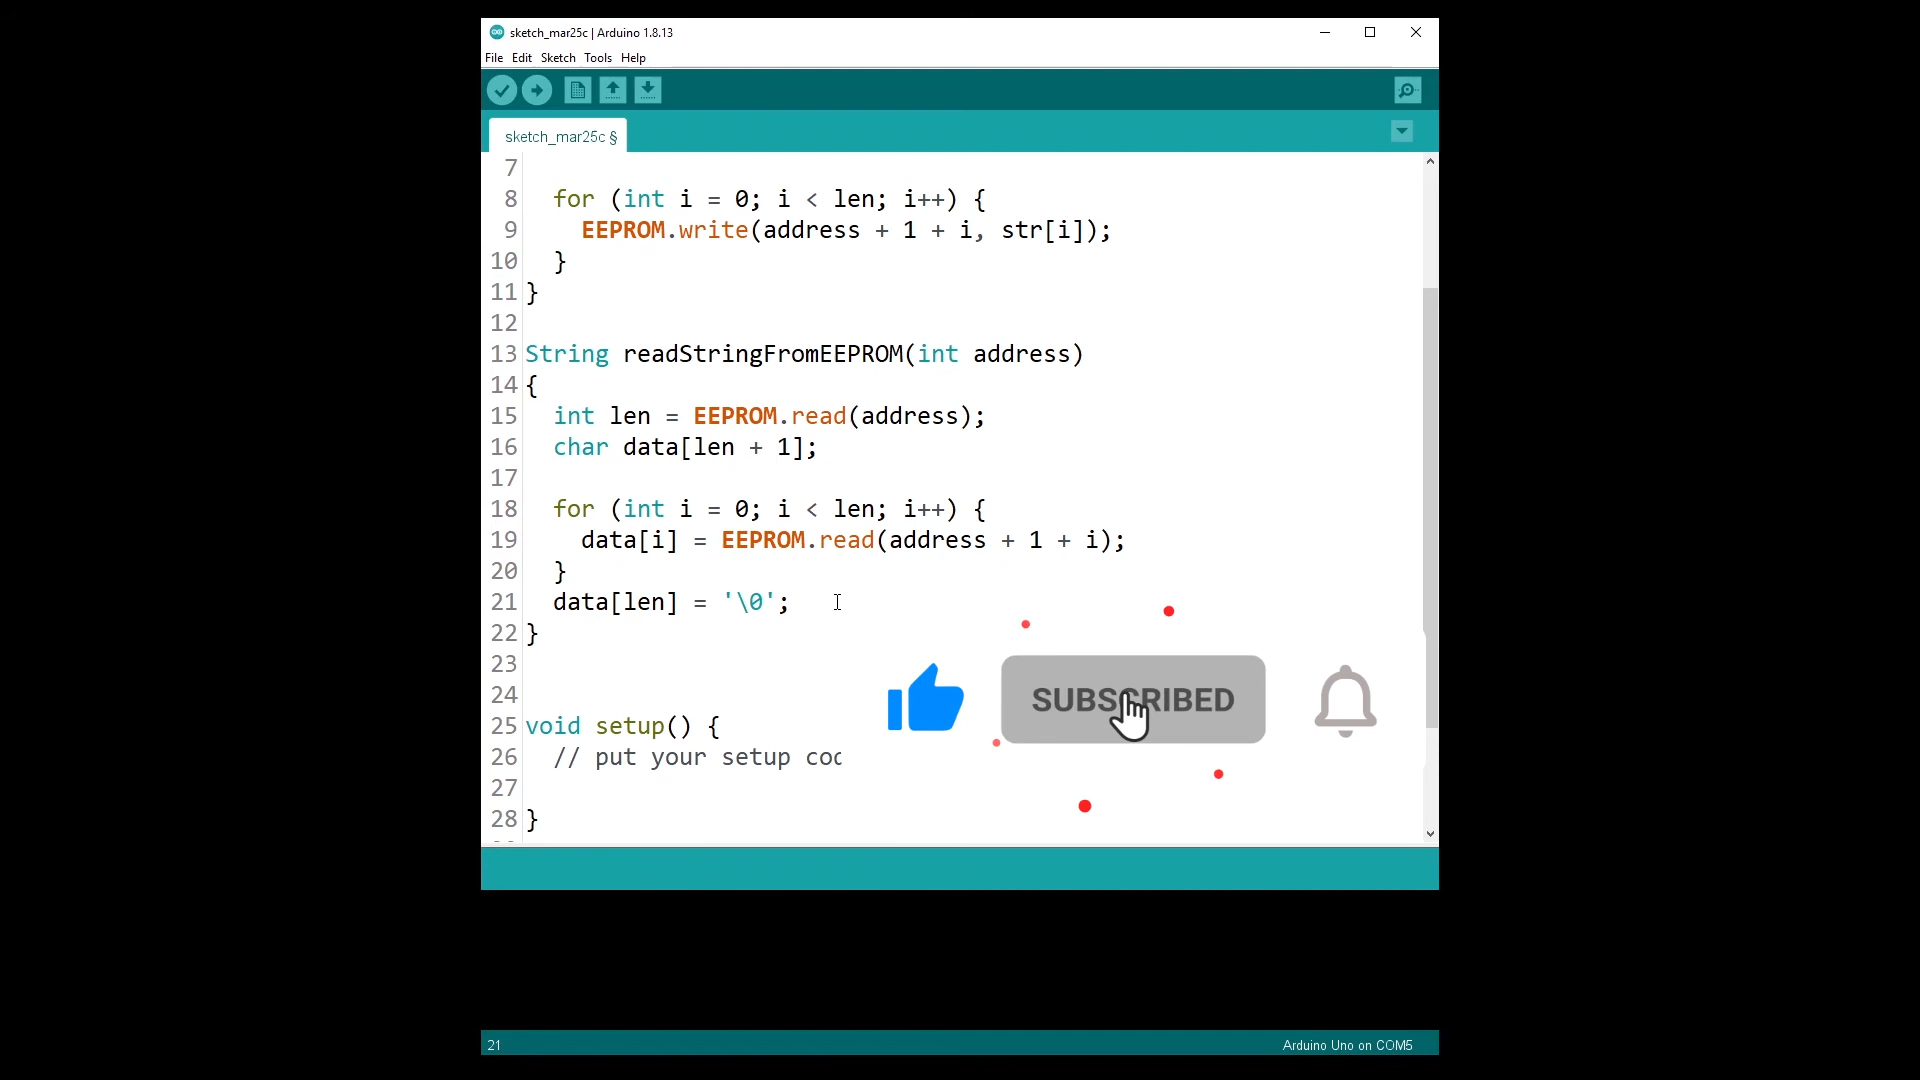 sketch_mar25c | Arduino 1.8.13
File Edit Sketch Tools Help
sketch_mar25c §
7
8 for (int i = 0; i < len; i++) {
9 EEPROM.write(address + 1 + i, str[i]);
10 }
11 }
12
13 String readStringFromEEPROM(int address)
14 {
15 int len = EEPROM.read(address);
16 char data[len + 1];
17
18 for (int i = 0; i < len; i++) {
19 data[i] = EEPROM.read(address + 1 + i);
20 }
21 data[len] = '\0';
22 }
23
24
SUBSCRIBED
25 void setup() {
26 // put your setup coc
27
28 }
21 Arduino Uno on COM5